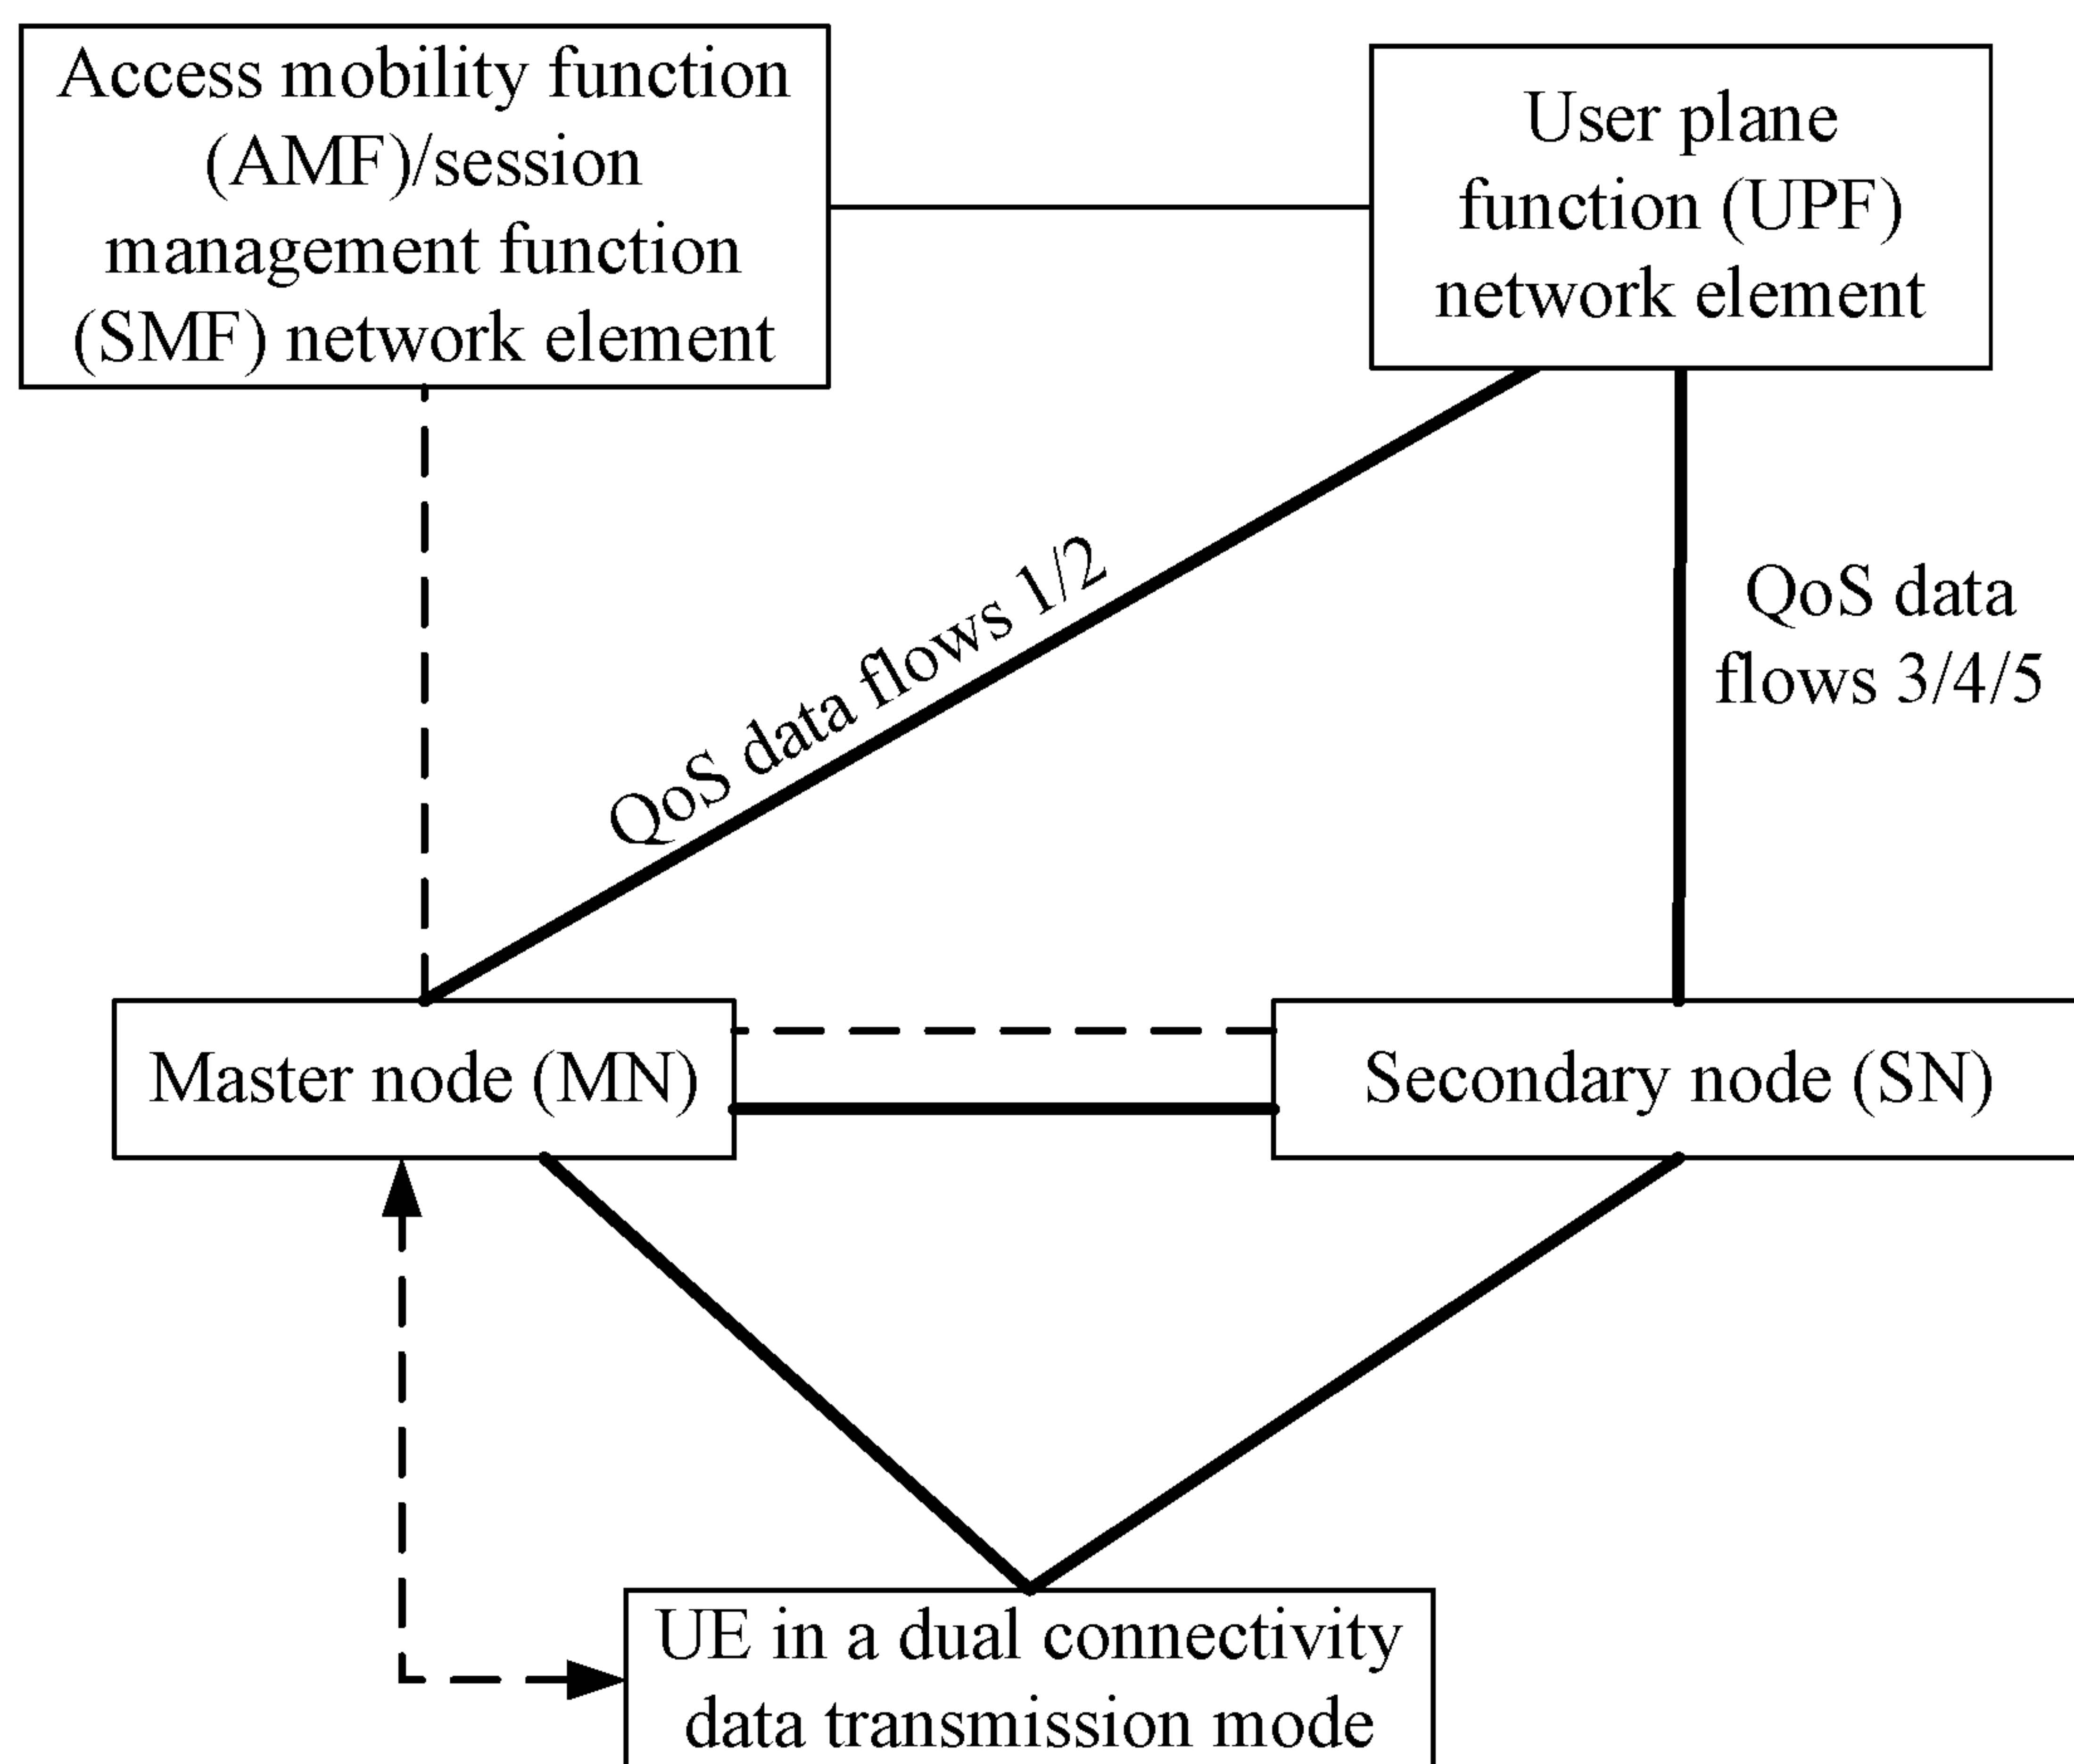 Access mobility function
(AMF)/session
management function
(SMF) network element
User plane
function (UPF)
network element
QoS data flows 1/2
QoS data
flows 3/4/5
Master node (MN)
Secondary node (SN)
UE in a dual connectivity
data transmission mode